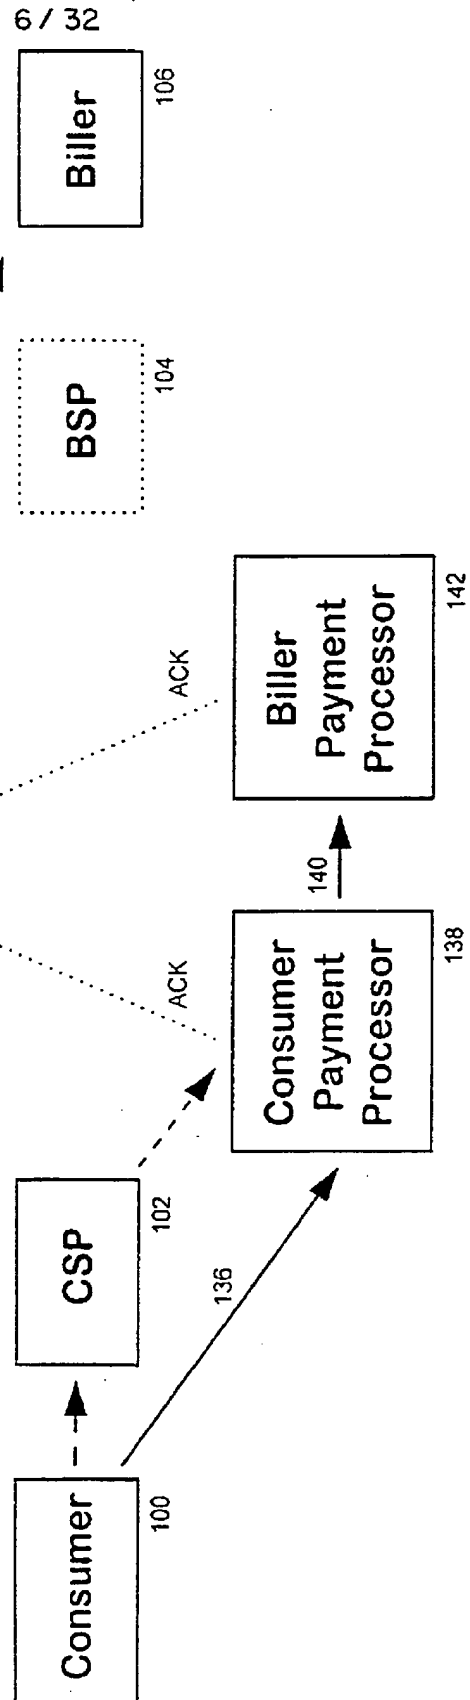 6/32
Consumer
100
CSP
102
BSP
104
Biller
106
136
ACK
ACK
Consumer
Payment
Processor
138
140
Biller
Payment
Processor
142